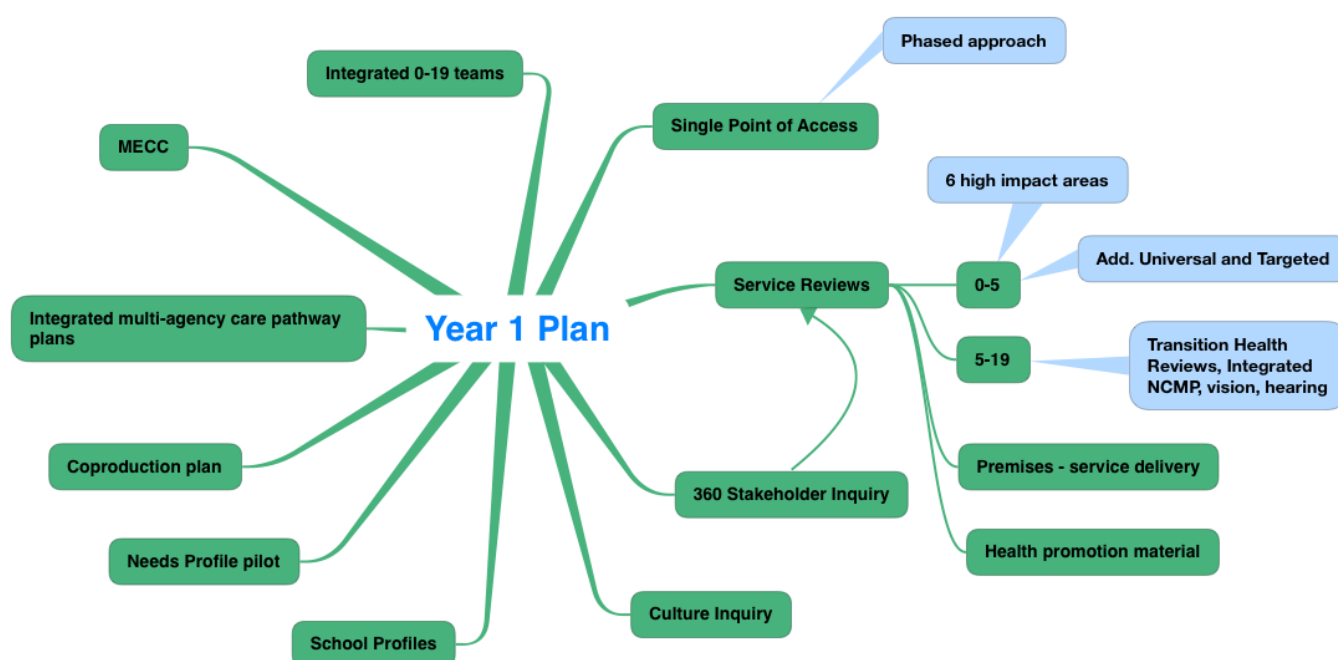 Phased approach
Integrated 0-19 teams
Single Point of Access
MECC
6 high impact areas
Add. Universal and Targeted
Service Reviews
0-5
Integrated multi-agency care pathway
plans
Year 1 Plan
5-19
Transition Health
Reviews, Integrated
NCMP, vision, hearing
Coproduction plan
Premises - service delivery
360 Stakeholder Inquiry
Needs Profile pilot
Health promotion material
Culture Inquiry
School Profiles